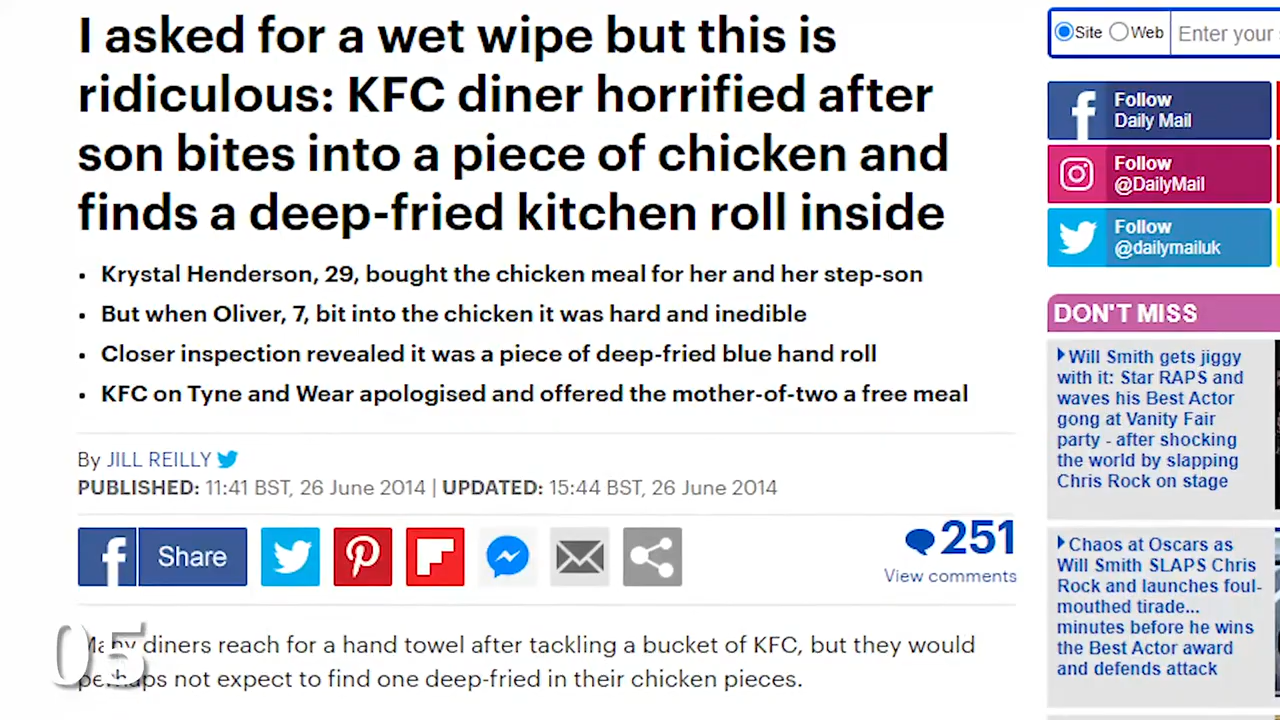 I asked for a wet wipe but this is
ridiculous: KFC diner horrified after
son bites into a piece of chicken and
finds a deep-fried kitchen roll inside
• Krystal Henderson, 29, bought the chicken meal for her and her step-son
• But when Oliver, 7, bit into the chicken it was hard and inedible
• Closer inspection revealed it was a piece of deep-fried blue hand roll
• KFC on Tyne and Wear apologised and offered the mother-of-two a free meal
By JILL REILLY
PUBLISHED: 11:41 BST, 26 June 2014 | UPDATED: 15:44 BST, 26 June 2014
Share
251
View comments
Many diners reach for a hand towel after tackling a bucket of KFC, but they would
perhaps not expect to find one deep-fried in their chicken pieces.
05
Site Web Enter your
Follow
Daily Mail
Follow
@DailyMail
Follow
@dailymailuk
DON'T MISS
Will Smith gets jiggy
with it: Star RAPS and
waves his Best Actor
gong at Vanity Fair
party - after shocking
the world by slapping
Chris Rock on stage
Chaos at Oscars as
Will Smith SLAPS Chris
Rock and launches foul-
mouthed tirade...
minutes before he wins
the Best Actor award
and defends attack